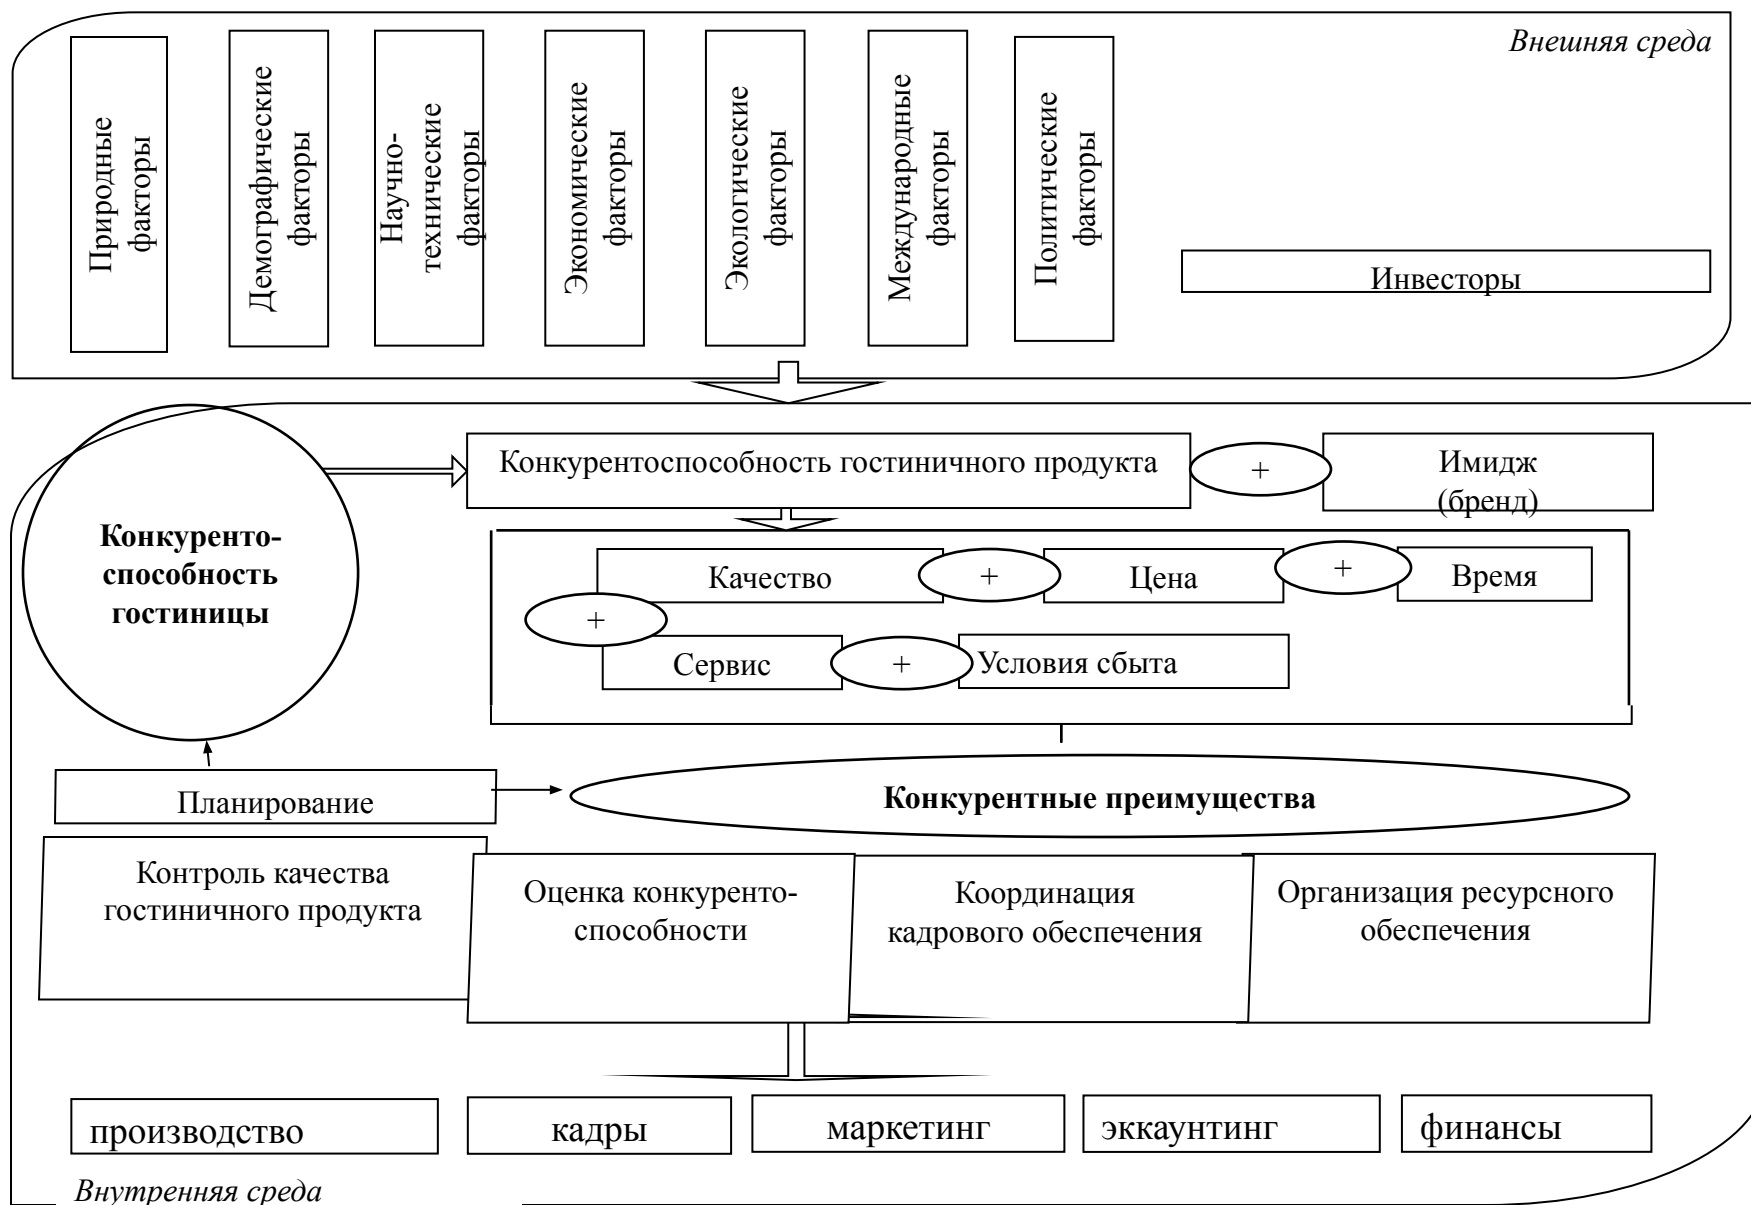 Внешняя среда
Природные
факторы
Демографические
факторы
Научно-
технические
факторы
Экономические
факторы
Экологические
факторы
Международные
факторы
Политические
факторы
Инвесторы
Конкуренто-
способность
гостиницы
Конкурентоспособность гостиничного продукта
+
Имидж
(бренд)
Качество
+
Цена
+
Время
+
Сервис
+
Условия сбыта
Планирование
Конкурентные преимущества
Контроль качества
гостиничного продукта
Оценка конкуренто-
способности
Координация
кадрового обеспечения
Организация ресурсного
обеспечения
производство
кадры
маркетинг
эккаунтинг
финансы
Внутренняя среда